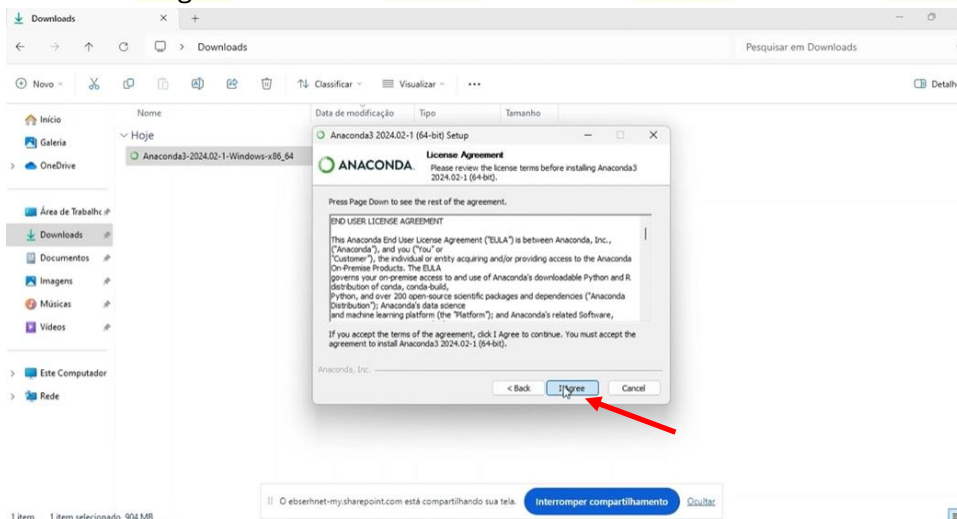 Downloads
Downloads
Pesquisar em Downloads
Novo
Classificar
Visualizar
Início
Galeria
OneDrive
Área de Trabalho
Downloads
Documentos
Imagens
Músicas
Vídeos
Este Computador
Rede
Nome
Data de modificação
Tipo
Tamanho
Hoje
Anaconda3-2024.02-1-Windows-x86_64
Anaconda3 2024.02-1 (64-bit) Setup
ANACONDA.
License Agreement
Please review the license terms before installing Anaconda3
2024.02-1 (64-bit).
Press Page Down to see the rest of the agreement.
END USER LICENSE AGREEMENT
This Anaconda End User License Agreement ("EULA") is between Anaconda, Inc.,
("Anaconda"), and you ("You" or
"Customer"), the individual or entity acquiring and/or providing access to the Anaconda
On-Premise Products. The EULA
governs your on-premise access to and use of Anaconda's downloadable Python and R
distribution of conda, conda-build,
Python, and over 200 open-source scientific packages and dependencies ("Anaconda
Distribution"); Anaconda's data science
and machine learning platform (the "Platform"); and Anaconda's related Software,
If you accept the terms of the agreement, click I Agree to continue. You must accept the
agreement to install Anaconda3 2024.02-1 (64-bit).
Anaconda, Inc.
< Back
I Agree
Cancel
O ebserhnet-my.sharepoint.com está compartilhando sua tela.
Interromper compartilhamento
Ocultar
1 item
1 item selecionado 904 MB